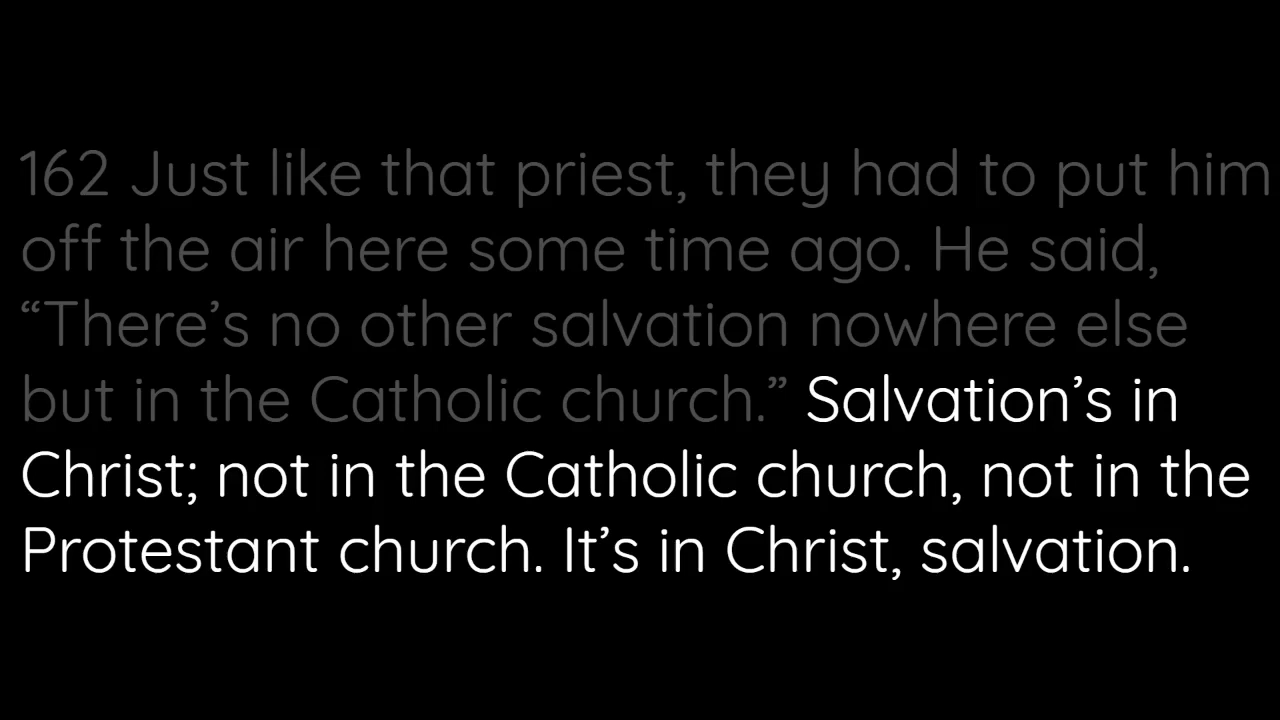 162 Just like that priest, they had to put him
off the air here some time ago. He said,
“There’s no other salvation nowhere else
but in the Catholic church.” Salvation’s in
Christ; not in the Catholic church, not in the
Protestant church. It’s in Christ, salvation.